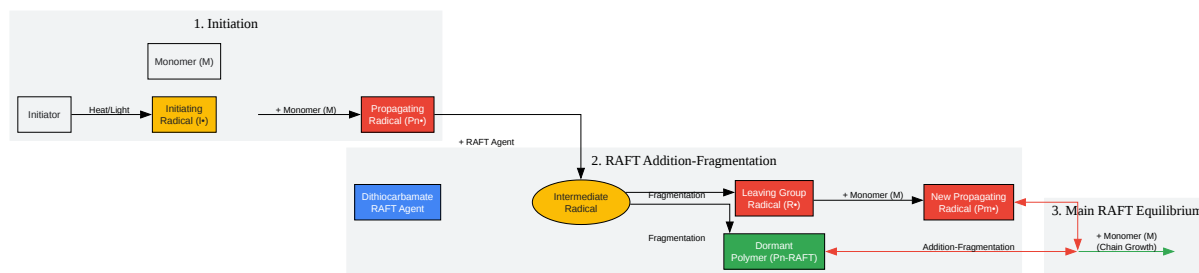 1. Initiation
Monomer (M)
Initiator
Heat/Light
Initiating
Radical (I•)
+ Monomer (M)
Propagating
Radical (Pn•)
+ RAFT Agent
2. RAFT Addition-Fragmentation
Dithiocarbamate
RAFT Agent
Intermediate
Radical
Fragmentation
Fragmentation
Leaving Group
Radical (R•)
+ Monomer (M)
New Propagating
Radical (Pm•)
Dormant
Polymer (Pn-RAFT)
Addition-Fragmentation
3. Main RAFT Equilibrium
+ Monomer (M)
(Chain Growth)